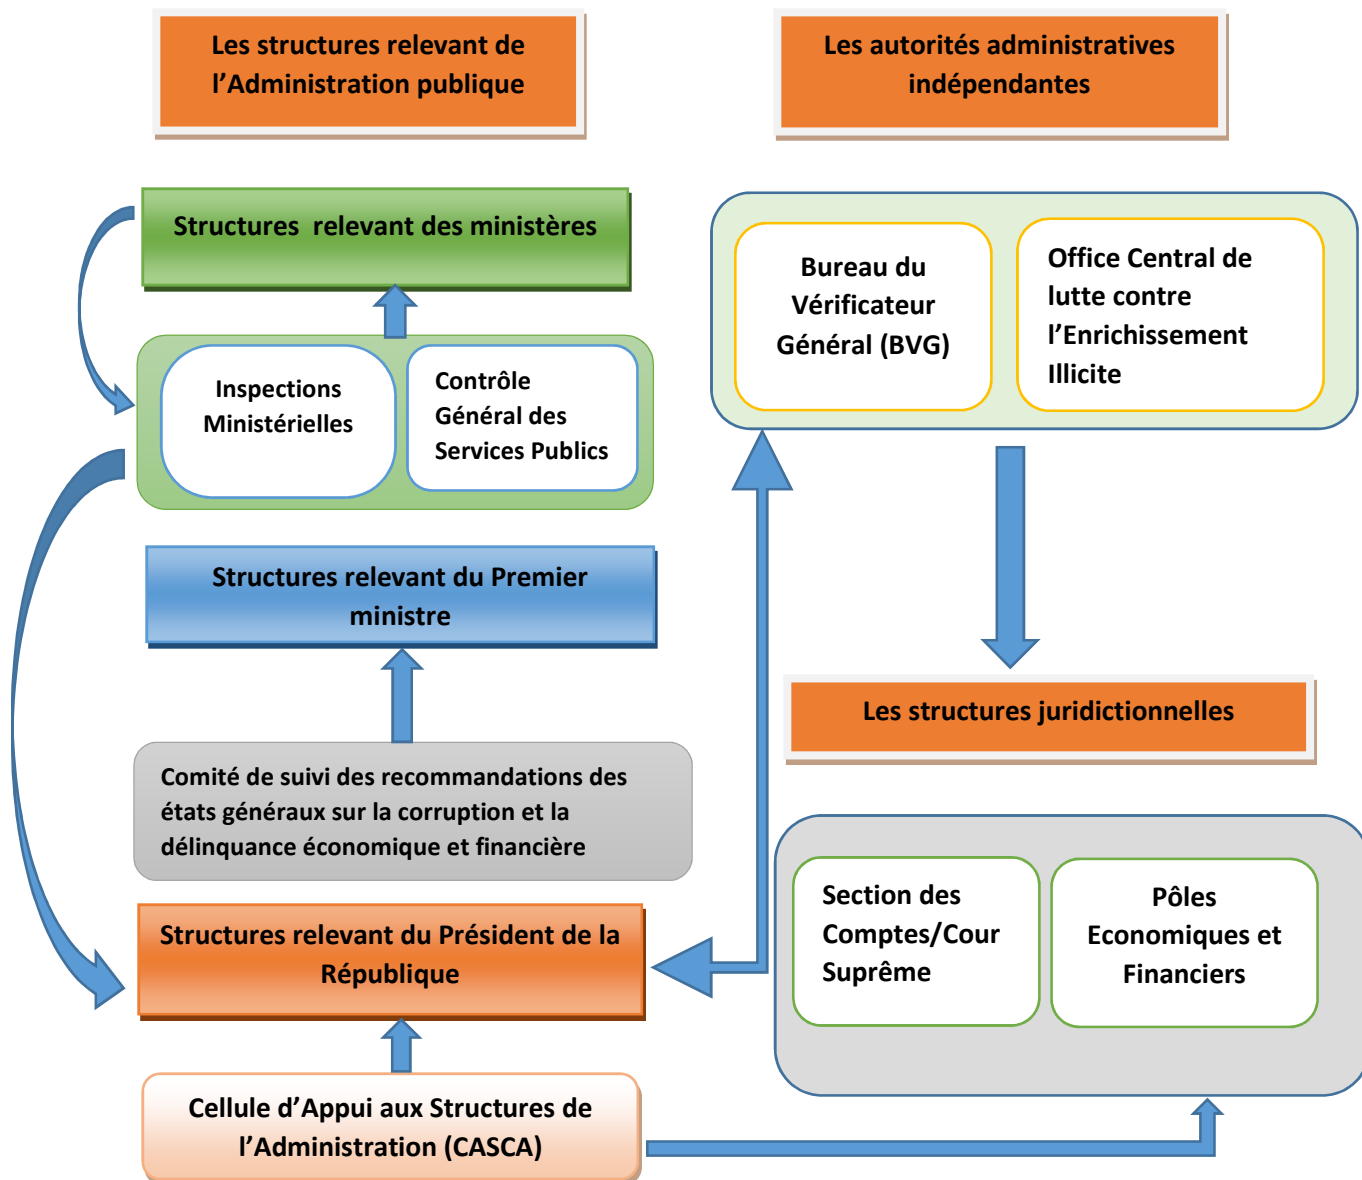 Les structures relevant de
l’Administration publique
Les autorités administratives
indépendantes
Structures relevant des ministères
Inspections
Ministérielles
Contrôle
Général des
Services Publics
Bureau du
Vérificateur
Général (BVG)
Office Central de
lutte contre
l’Enrichissement
Illicite
Structures relevant du Premier
ministre
Comité de suivi des recommandations des
états généraux sur la corruption et la
délinquance économique et financière
Structures relevant du Président de la
République
Cellule d’Appui aux Structures de
l’Administration (CASCA)
Les structures juridictionnelles
Section des
Comptes/Cour
Suprême
Pôles
Economiques et
Financiers